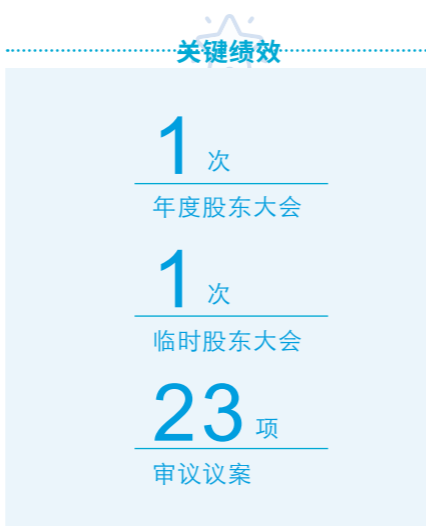 关键绩效
1 次
年度股东大会
1 次
临时股东大会
23 项
审议议案